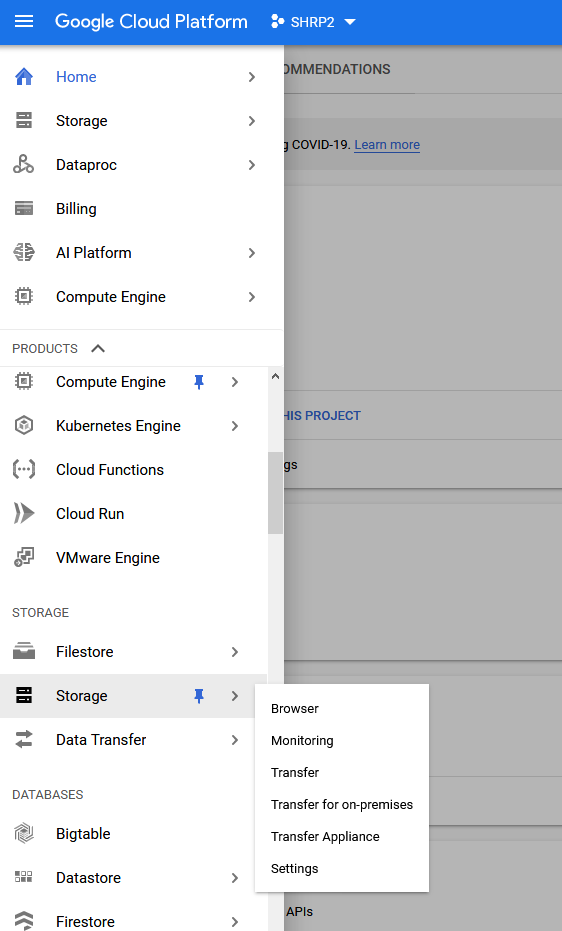 Google Cloud Platform SHRP2
Home
Storage
Dataproc
Billing
AI Platform
Compute Engine
PRODUCTS
Compute Engine
Kubernetes Engine
Cloud Functions
Cloud Run
VMware Engine
STORAGE
Filestore
Storage
Data Transfer
DATABASES
Bigtable
Datastore
Firestore
Browser
Monitoring
Transfer
Transfer for on-premises
Transfer Appliance
Settings
OMMENDATIONS
g COVID-19. Learn more
HIS PROJECT
gs
APIs